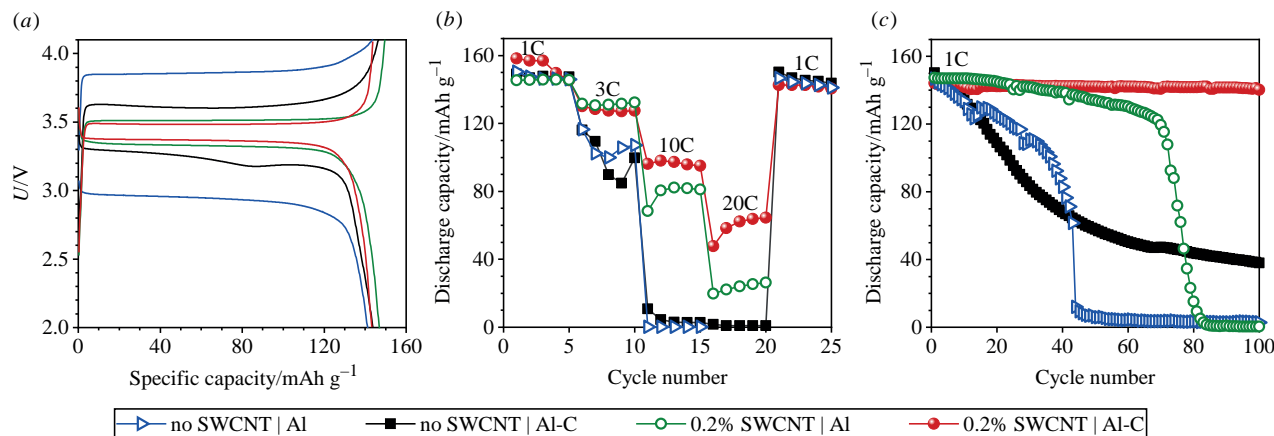 (a)
(b)
(c)
4.0
3.5
3.0
2.5
2.0
U/V
0
40
80
120
160
Specific capacity/mAh g⁻¹
160
120
80
40
0
Discharge capacity/mAh g⁻¹
1C
3C
10C
20C
1C
0
5
10
15
20
25
Cycle number
160
120
80
40
0
Discharge capacity/mAh g⁻¹
1C
0
20
40
60
80
100
Cycle number
no SWCNT | Al
no SWCNT | Al-C
0.2% SWCNT | Al
0.2% SWCNT | Al-C